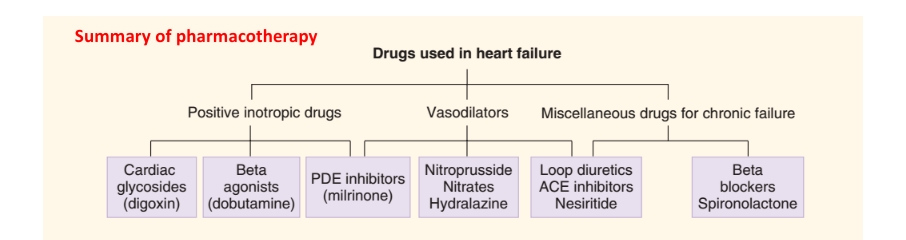 Summary of pharmacotherapy
Drugs used in heart failure
Positive inotropic drugs
Vasodilators
Miscellaneous drugs for chronic failure
Cardiac
glycosides
(digoxin)
Beta
agonists
(dobutamine)
PDE inhibitors
(milrinone)
Nitroprusside
Nitrates
Hydralazine
Loop diuretics
ACE inhibitors
Nesiritide
Beta
blockers
Spironolactone